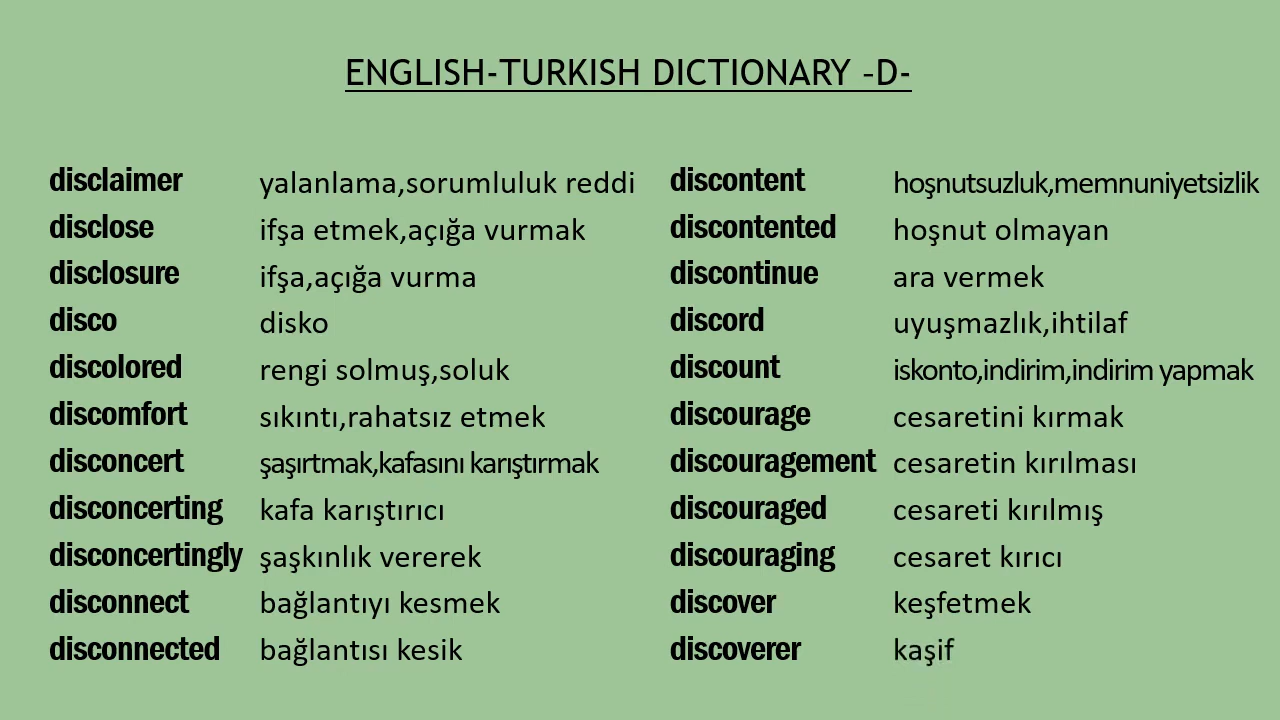 ENGLISH-TURKISH DICTIONARY –D-
disclaimer yalanlama,sorumluluk reddi
disclose ifşa etmek,açığa vurmak
disclosure ifşa,açığa vurma
disco disko
discolored rengi solmuş,soluk
discomfort sıkıntı,rahatsız etmek
disconcert şaşırtmak,kafasını karıştırmak
disconcerting kafa karıştırıcı
disconcertingly şaşkınlık vererek
disconnect bağlantıyı kesmek
disconnected bağlantısı kesik
discontent hoşnutsuzluk,memnuniyetsizlik
discontented hoşnut olmayan
discontinue ara vermek
discord uyuşmazlık,ihtilaf
discount iskonto,indirim,indirim yapmak
discourage cesaretini kırmak
discouragement cesaretin kırılması
discouraged cesareti kırılmış
discouraging cesaret kırıcı
discover keşfetmek
discoverer kaşif